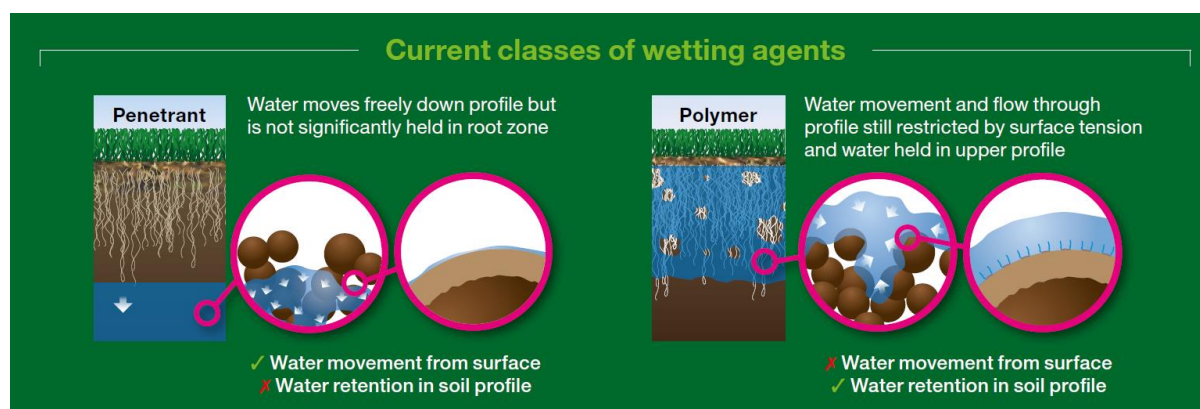 Current classes of wetting agents
Penetrant
Water moves freely down profile but
is not significantly held in root zone
✓ Water movement from surface
✗ Water retention in soil profile
Polymer
Water movement and flow through
profile still restricted by surface tension
and water held in upper profile
✗ Water movement from surface
✓ Water retention in soil profile